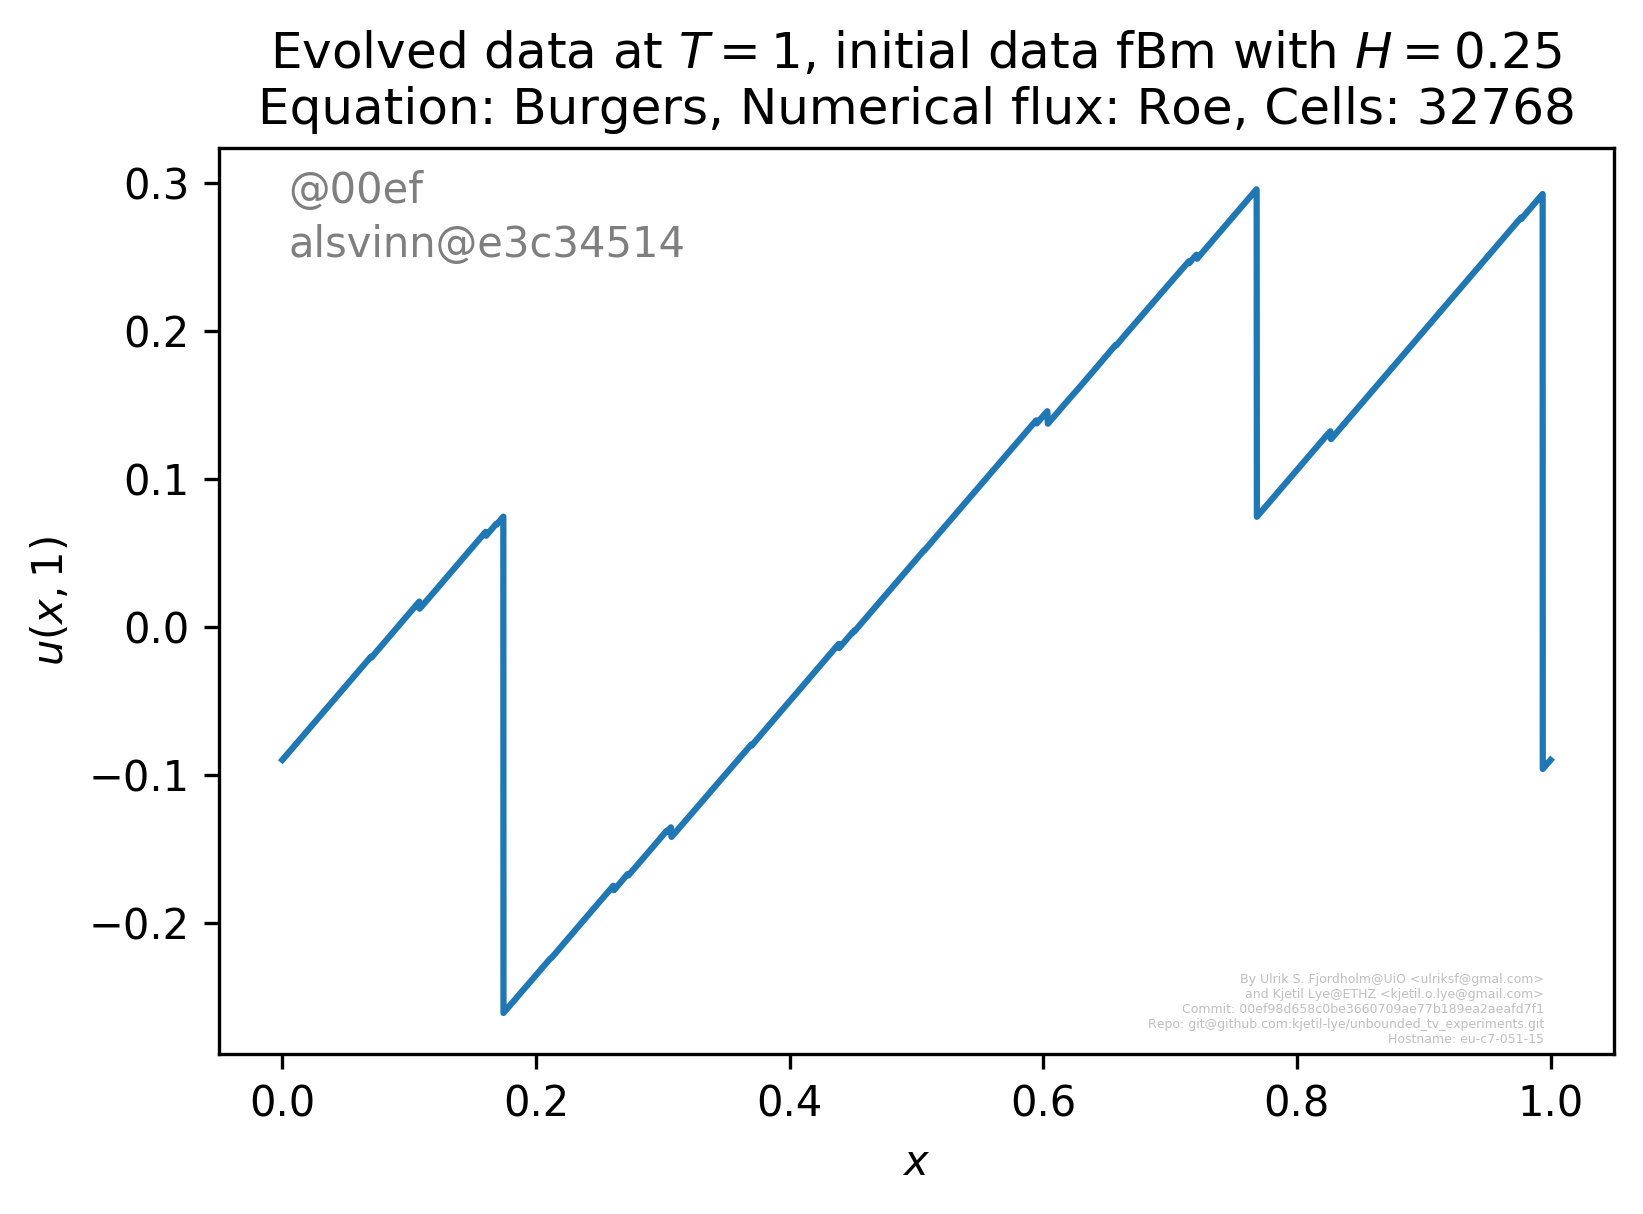 Evolved data at T = 1, initial data fBm with H = 0.25
Equation: Burgers, Numerical flux: Roe, Cells: 32768
@00ef
alsvinn@e3c34514
0.3
0.2
0.1
0.0
−0.1
−0.2
u(x, 1)
By Ulrik S. Fjordholm@UiO <ulriksf@gmal.com>
and Kjetil Lye@ETHZ <kjetil.o.lye@gmail.com>
Commit: 00ef98d658c0be3660709ae77b189ea2aeafd7f1
Repo: git@github.com:kjetil-lye/unbounded_tv_experiments.git
Hostname: eu-c7-051-15
0.0 0.2 0.4 0.6 0.8 1.0
x